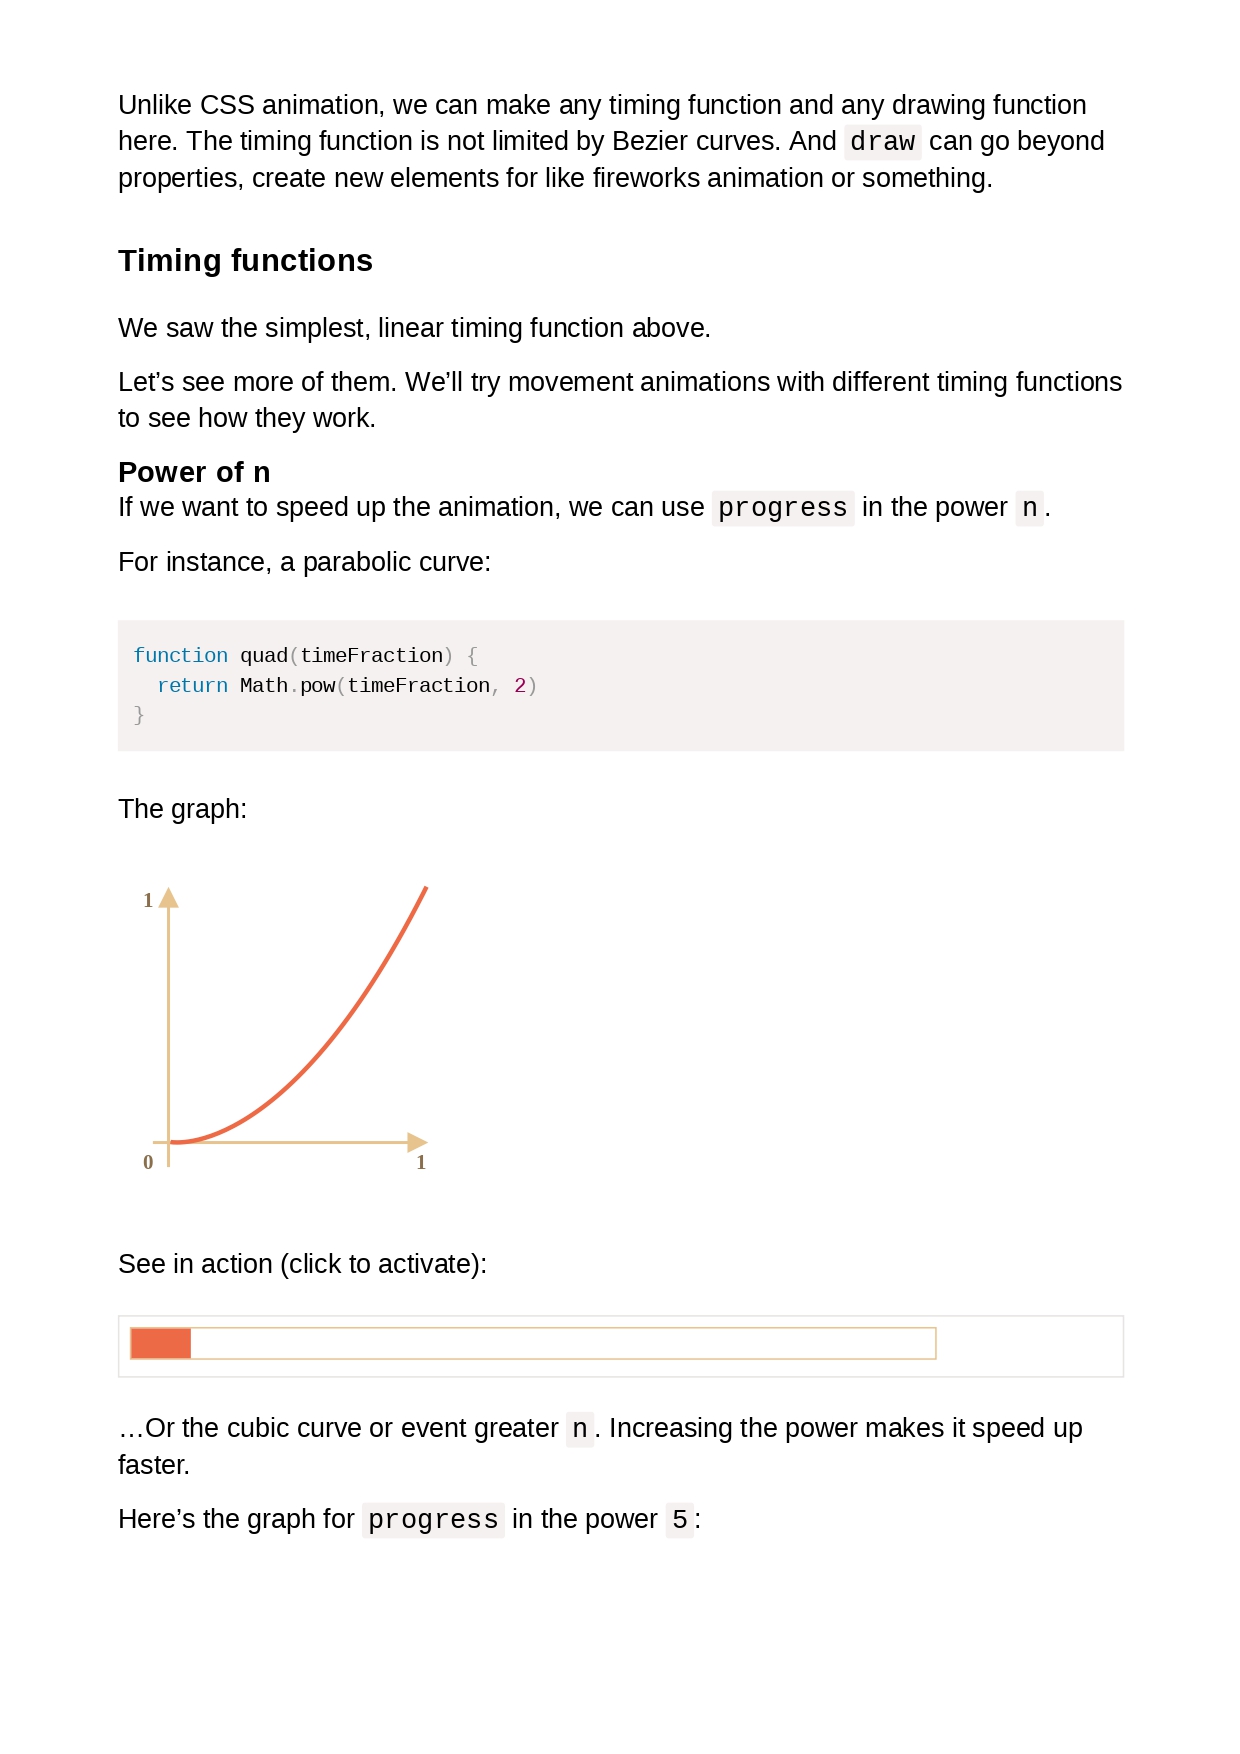 Unlike CSS animation, we can make any timing function and any drawing function
here. The timing function is not limited by Bezier curves. And draw can go beyond
properties, create new elements for like fireworks animation or something.
Timing functions
We saw the simplest, linear timing function above.
Let’s see more of them. We’ll try movement animations with different timing functions
to see how they work.
Power of n
If we want to speed up the animation, we can use progress in the power n.
For instance, a parabolic curve:
function quad(timeFraction) {
  return Math.pow(timeFraction, 2)
}
The graph:
1
0
1
See in action (click to activate):
…Or the cubic curve or event greater n. Increasing the power makes it speed up
faster.
Here’s the graph for progress in the power 5: